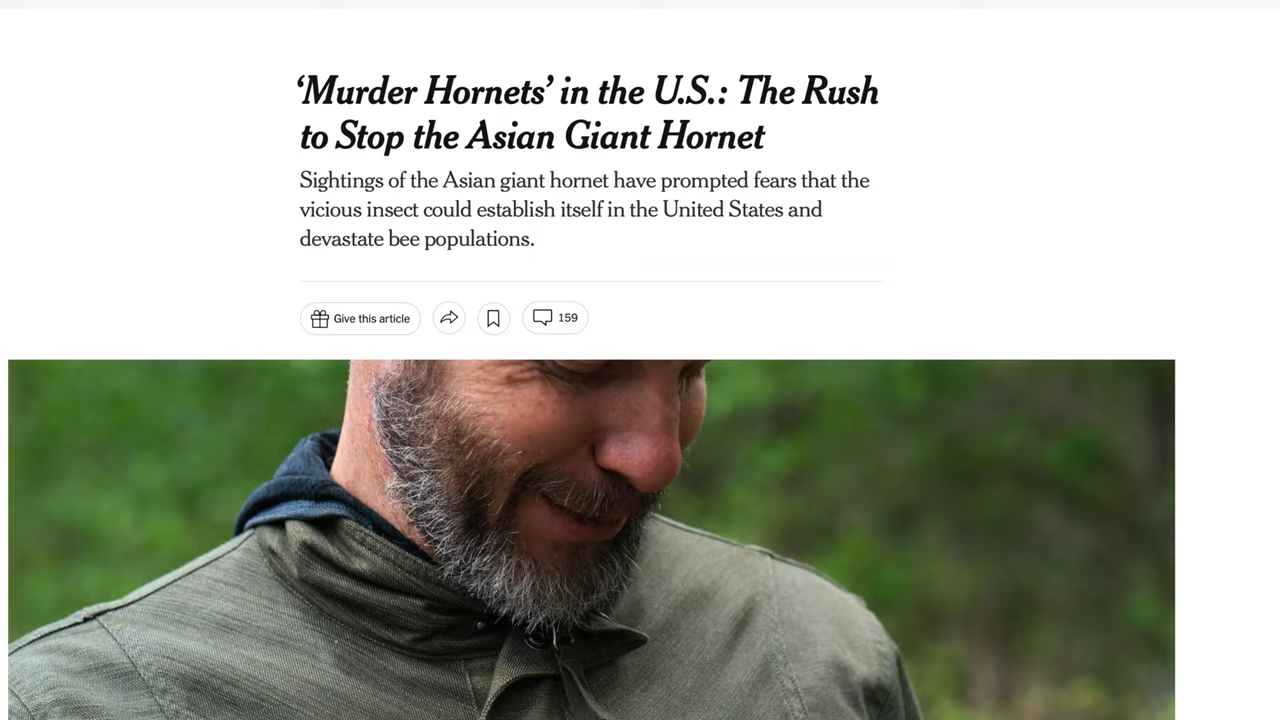 ‘Murder Hornets’ in the U.S.: The Rush
to Stop the Asian Giant Hornet
Sightings of the Asian giant hornet have prompted fears that the
vicious insect could establish itself in the United States and
devastate bee populations.
Give this article
159